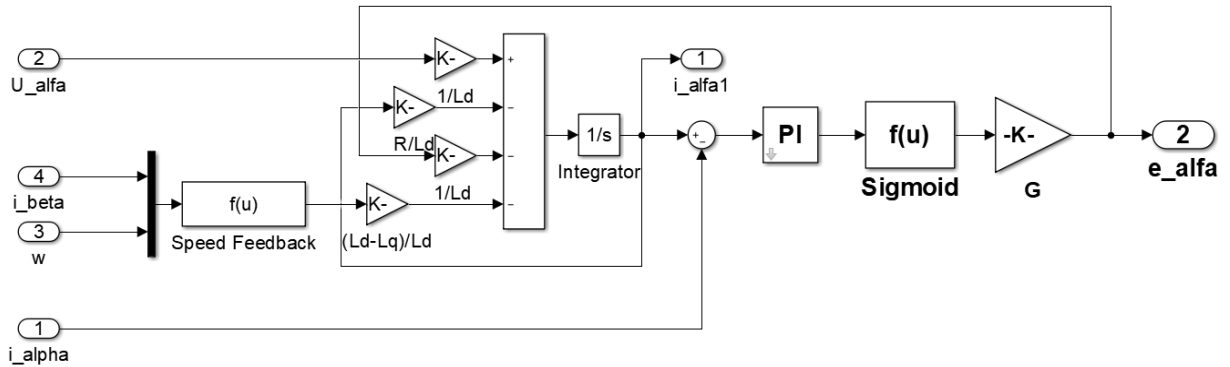 2
U_alfa
K-
1/Ld
K-
R/Ld
K-
1/Ld
K-
(Ld-Lq)/Ld
+
−
−
−
1/s
Integrator
1
i_alfa1
+
−
PI
f(u)
Sigmoid
-K-
G
2
e_alfa
4
i_beta
3
w
f(u)
Speed Feedback
1
i_alpha